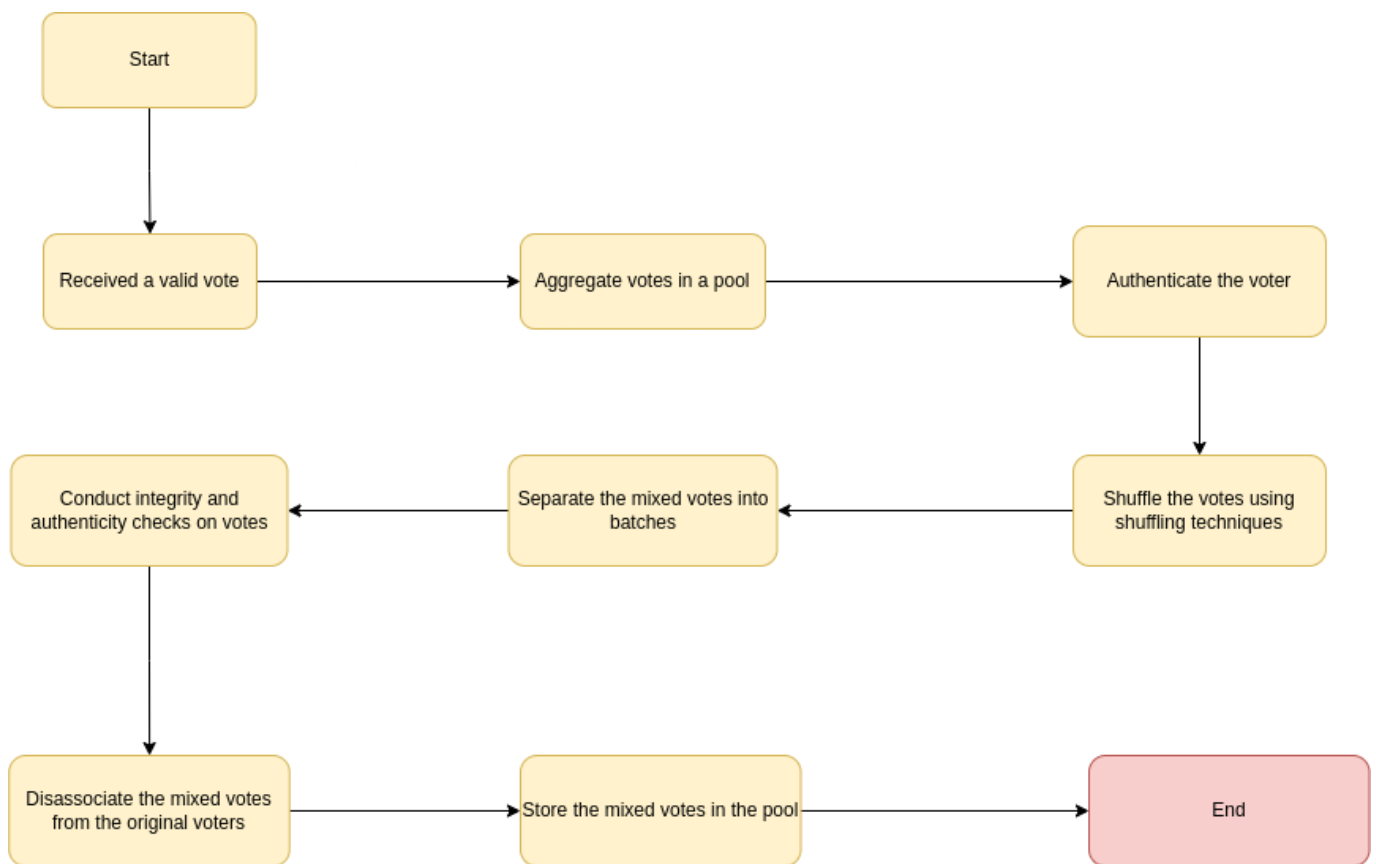 Start
Received a valid vote
Aggregate votes in a pool
Authenticate the voter
Shuffle the votes using
shuffling techniques
Separate the mixed votes into
batches
Conduct integrity and
authenticity checks on votes
Disassociate the mixed votes
from the original voters
Store the mixed votes in the pool
End